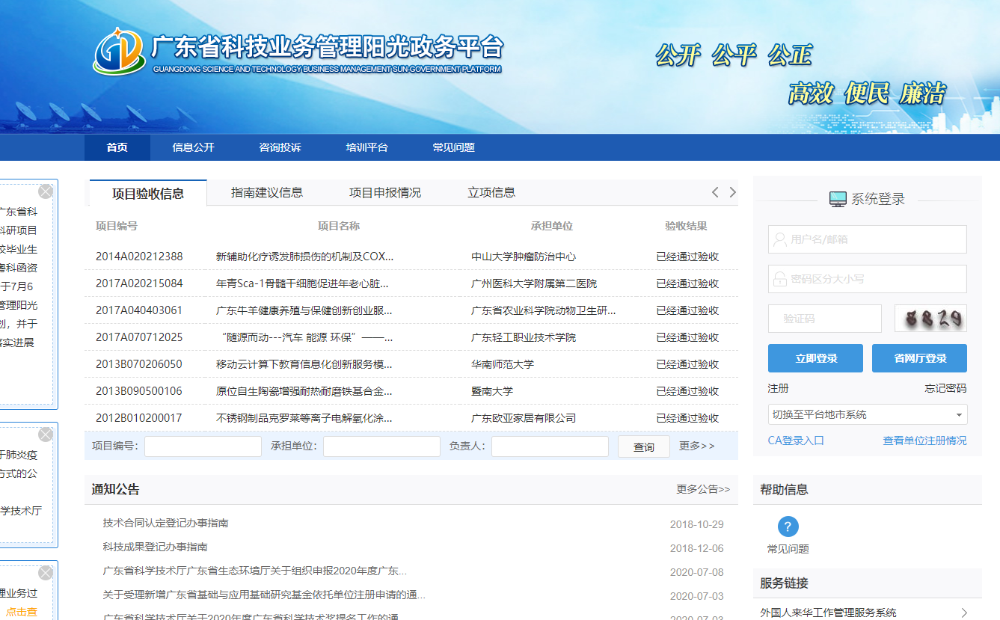 广东省科技业务管理阳光政务平台
GUANGDONG SCIENCE AND TECHNOLOGY BUSINESS MANAGEMENT SUN-GOVERNMENT PLATFORM
公开 公平 公正
高效 便民 廉洁
首页 信息公开 咨询投诉 培训平台 常见问题
广东省科
科研项目
校毕业生
粤科函资
于7月6
管理阳光
划，并于
落实进展
于肺炎疫
方式的公
学技术厅
理业务过
点击查
项目验收信息 指南建议信息 项目申报情况 立项信息
项目编号 项目名称 承担单位 验收结果
2014A020212388 新辅助化疗诱发肺损伤的机制及COX... 中山大学肿瘤防治中心 已经通过验收
2017A020215084 年青Sca-1骨髓干细胞促进年老心脏... 广州医科大学附属第二医院 已经通过验收
2017A040403061 广东牛羊健康养殖与保健创新创业服... 广东省农业科学院动物卫生研... 已经通过验收
2017A070712025 “随源而动---汽车 能源 环保”——... 广东轻工职业技术学院 已经通过验收
2013B070206050 移动云计算下教育信息化创新服务模... 华南师范大学 已经通过验收
2013B090500106 原位自生陶瓷增强耐热耐磨铁基合金... 暨南大学 已经通过验收
2012B010200017 不锈钢制品克罗莱等离子电解氧化涂... 广东欧亚家居有限公司 已经通过验收
项目编号: 承担单位: 负责人: 查询 更多>>
通知公告 更多公告>>
技术合同认定登记办事指南 2018-10-29
科技成果登记办事指南 2018-12-06
广东省科学技术厅广东省生态环境厅关于组织申报2020年度广东... 2020-07-08
关于受理新增广东省基础与应用基础研究基金依托单位注册申请的通... 2020-07-03
广东省科学技术厅关于2020年度广东省科学技术奖提名工作的通 2020-07-03
系统登录
用户名/邮箱
密码区分大小写
验证码 8829
立即登录 省网厅登录
注册 忘记密码
切换至平台地市系统
CA登录入口 查看单位注册情况
帮助信息
?
常见问题
服务链接
外国人来华工作管理服务系统